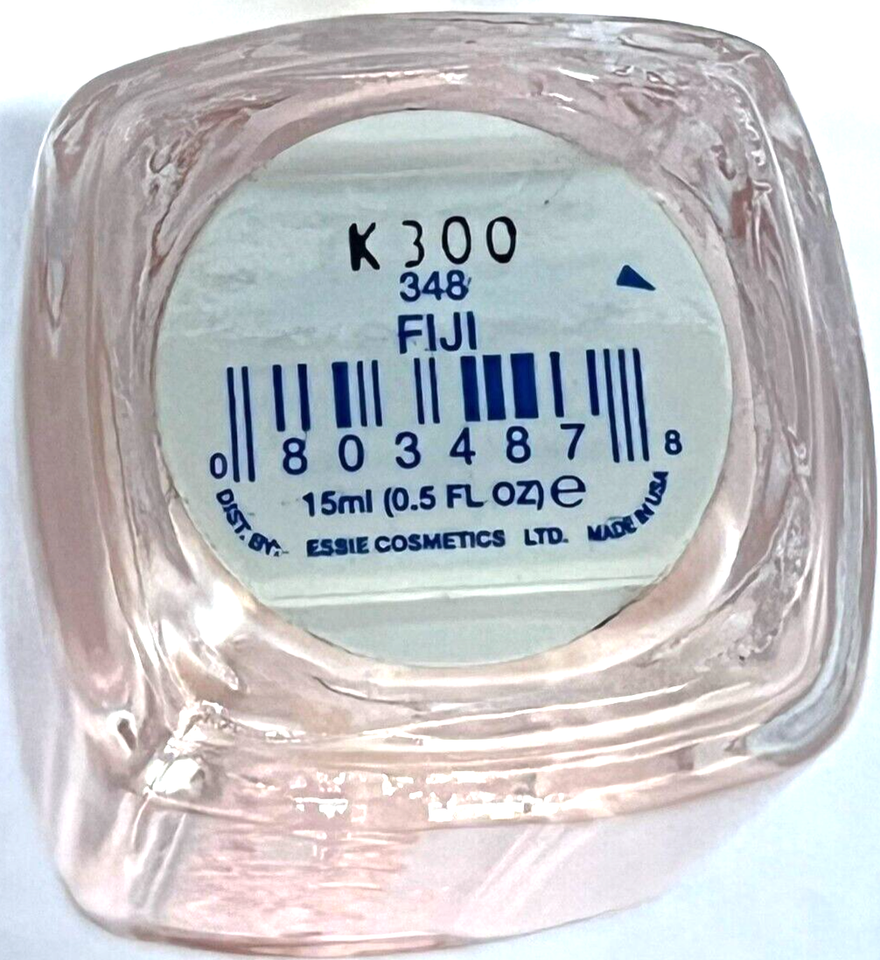 K300
348
FIJI
0 803487 8
15ml (0.5 FL OZ) e
DIST. BY: ESSIE COSMETICS LTD. MADE IN USA